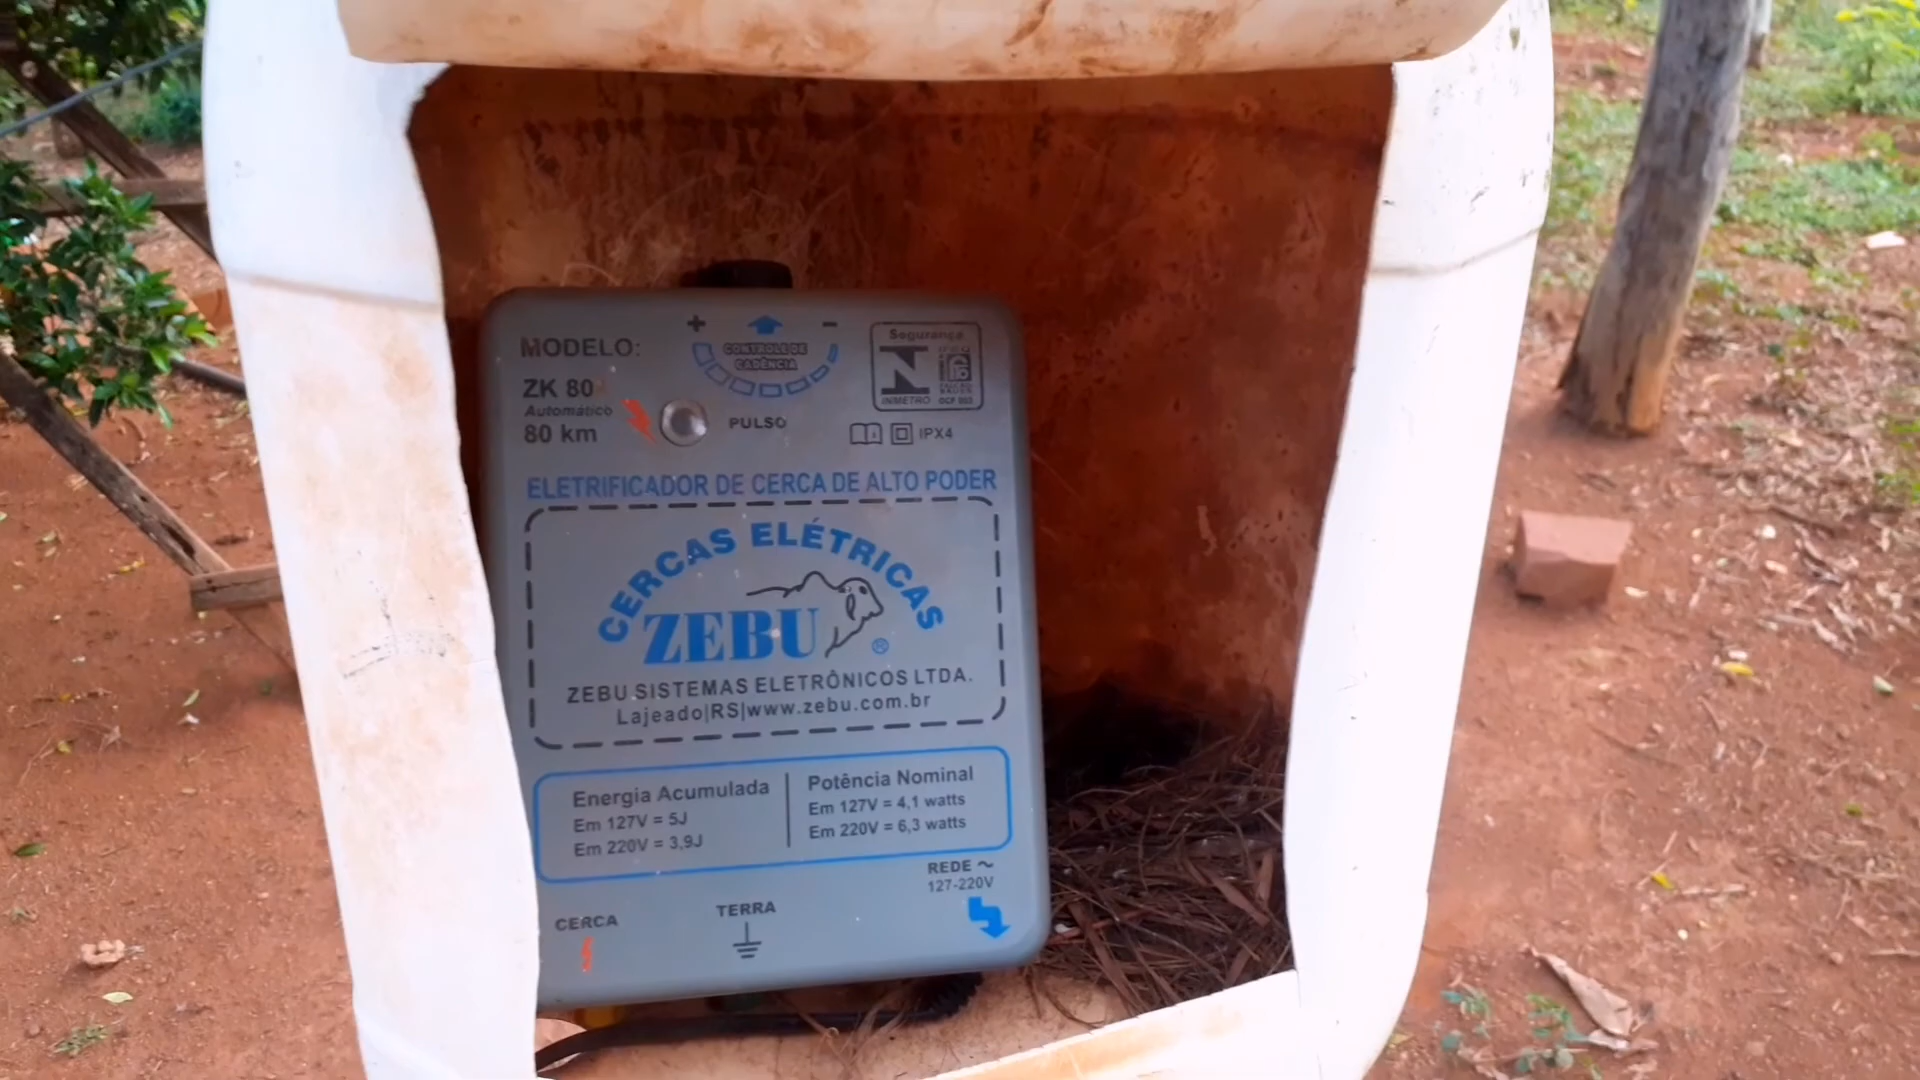 MODELO:
ZK 80
Automático
80 km
+
-
CONTROLE DE
CADÊNCIA
PULSO
Segurança
INMETRO
IPX4
ELETRIFICADOR DE CERCA DE ALTO PODER
CERCAS ELÉTRICAS
ZEBU ®
ZEBU SISTEMAS ELETRÔNICOS LTDA.
Lajeado|RS|www.zebu.com.br
Energia Acumulada
Em 127V = 5J
Em 220V = 3,9J
Potência Nominal
Em 127V = 4,1 watts
Em 220V = 6,3 watts
REDE ~
127-220V
CERCA
TERRA